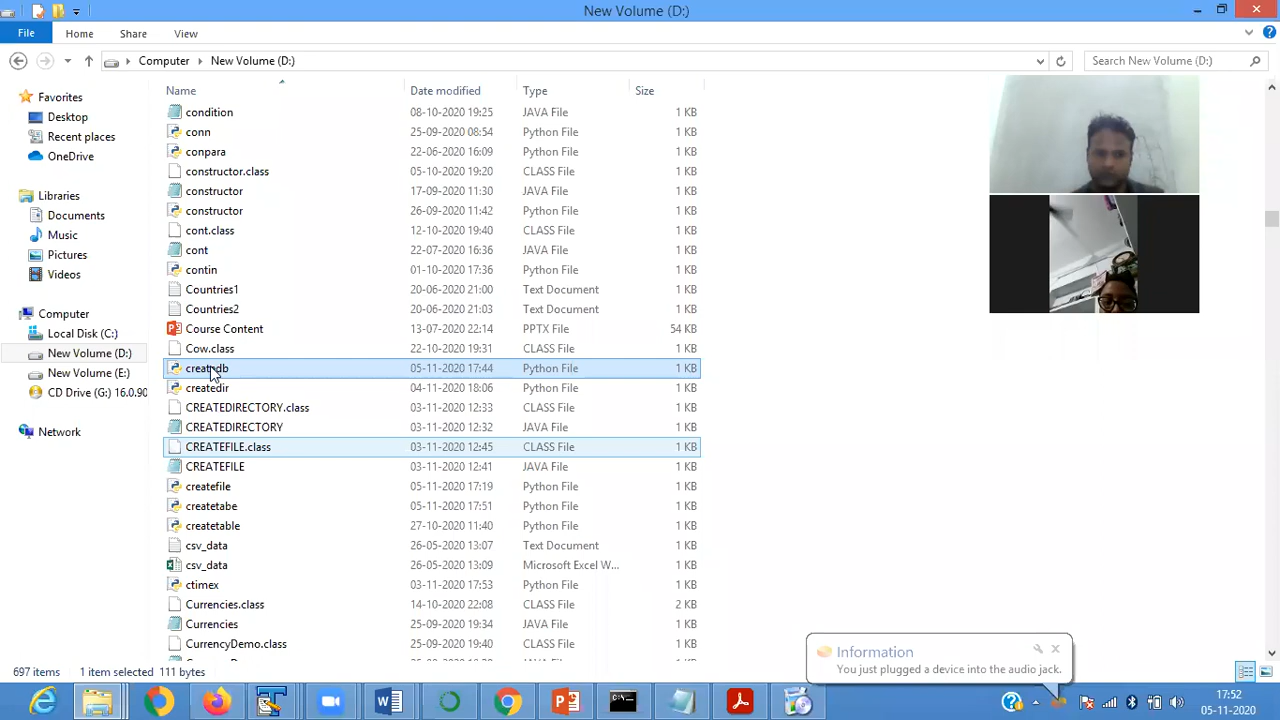 New Volume (D:)
File
Home
Share
View
Computer
New Volume (D:)
Search New Volume (D:)
Favorites
Desktop
Recent places
OneDrive
Libraries
Documents
Music
Pictures
Videos
Computer
Local Disk (C:)
New Volume (D:)
New Volume (E:)
CD Drive (G:) 16.0.90
Network
Name Date modified Type Size
condition 08-10-2020 19:25 JAVA File 1 KB
conn 25-09-2020 08:54 Python File 1 KB
conpara 22-06-2020 16:09 Python File 1 KB
constructor.class 05-10-2020 19:20 CLASS File 1 KB
constructor 17-09-2020 11:30 JAVA File 1 KB
constructor 26-09-2020 11:42 Python File 1 KB
cont.class 12-10-2020 19:40 CLASS File 1 KB
cont 22-07-2020 16:36 Python File 1 KB
contin 01-10-2020 17:36 Python File 1 KB
Countries1 20-06-2020 21:00 Text Document 1 KB
Countries2 20-06-2020 21:03 Text Document 1 KB
Course Content 13-07-2020 22:14 PPTX File 54 KB
Cow.class 22-10-2020 19:31 CLASS File 1 KB
createdb 05-11-2020 17:44 Python File 1 KB
createdir 04-11-2020 18:06 Python File 1 KB
CREATEDIRECTORY.class 03-11-2020 12:33 CLASS File 1 KB
CREATEDIRECTORY 03-11-2020 12:32 JAVA File 1 KB
CREATEFILE.class 03-11-2020 12:45 CLASS File 1 KB
CREATEFILE 03-11-2020 12:41 JAVA File 1 KB
createfile 05-11-2020 17:19 Python File 1 KB
createtabe 05-11-2020 17:51 Python File 1 KB
createtable 27-10-2020 11:40 Python File 1 KB
csv_data 26-05-2020 13:07 Text Document 1 KB
csv_data 26-05-2020 13:09 Microsoft Excel W... 1 KB
ctimex 03-11-2020 17:53 Python File 1 KB
Currencies.class 14-10-2020 22:08 CLASS File 2 KB
Currencies 25-09-2020 19:34 JAVA File 1 KB
CurrencyDemo.class 25-09-2020 19:40 CLASS File 1 KB
697 items 1 item selected 111 bytes
Information
You just plugged a device into the audio jack.
17:52
05-11-2020